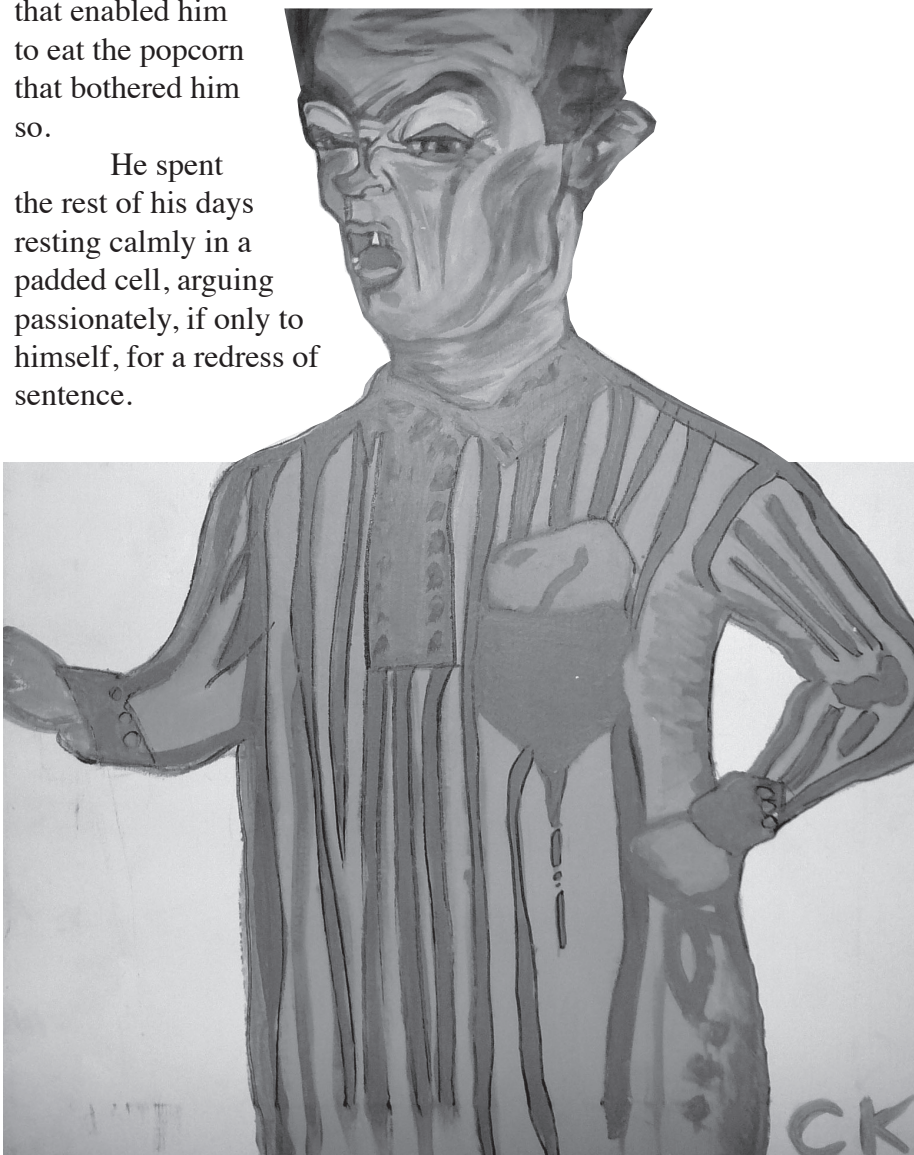 that enabled him
to eat the popcorn
that bothered him
so.
He spent
the rest of his days
resting calmly in a
padded cell, arguing
passionately, if only to
himself, for a redress of
sentence.
CK